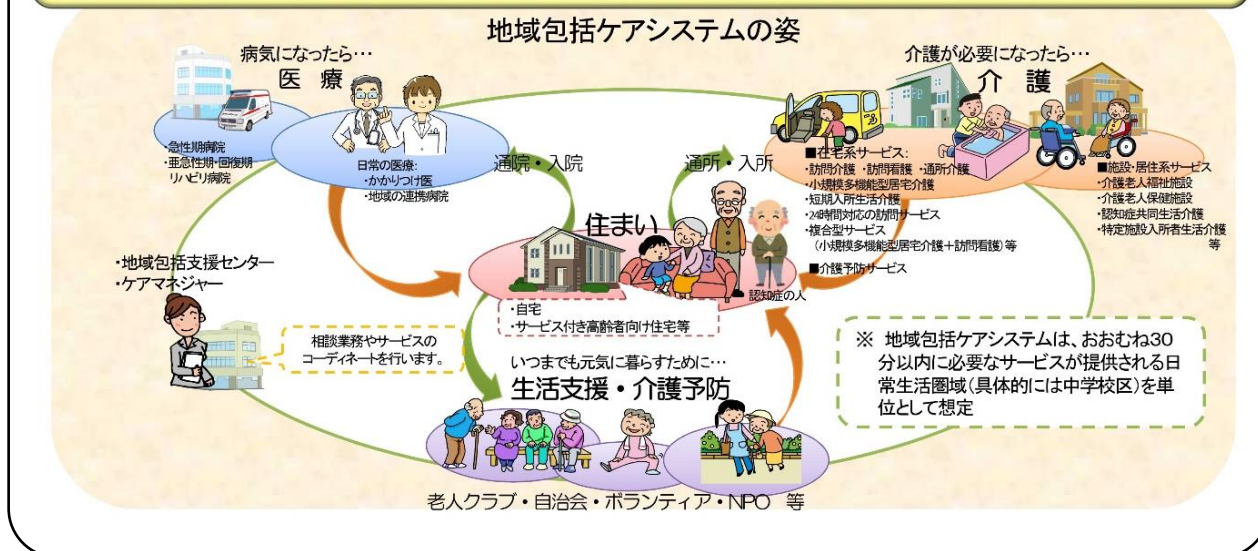 地域包括ケアシステムの姿
病気になったら…
医 療
・急性期病院
・亜急性期・回復期
リハビリ病院
日常の医療:
・かかりつけ医
・地域の連携病院
通院・入院
通所・入所
介護が必要になったら…
介 護
■在宅系サービス:
・訪問介護 ・訪問看護 ・通所介護
・小規模多機能型居宅介護
・短期入所生活介護
・24時間対応の訪問サービス
・複合型サービス
(小規模多機能型居宅介護+訪問看護)等
■介護予防サービス
■施設・居住系サービス
・介護老人福祉施設
・介護老人保健施設
・認知症共同生活介護
・特定施設入所者生活介護
等
住まい
認知症の人
・自宅
・サービス付き高齢者向け住宅等
・地域包括支援センター
・ケアマネジャー
相談業務やサービスの
コーディネートを行います。
いつまでも元気に暮らすために…
生活支援・介護予防
老人クラブ・自治会・ボランティア・NPO 等
※ 地域包括ケアシステムは、おおむね30
分以内に必要なサービスが提供される日
常生活圏域(具体的には中学校区)を単
位として想定